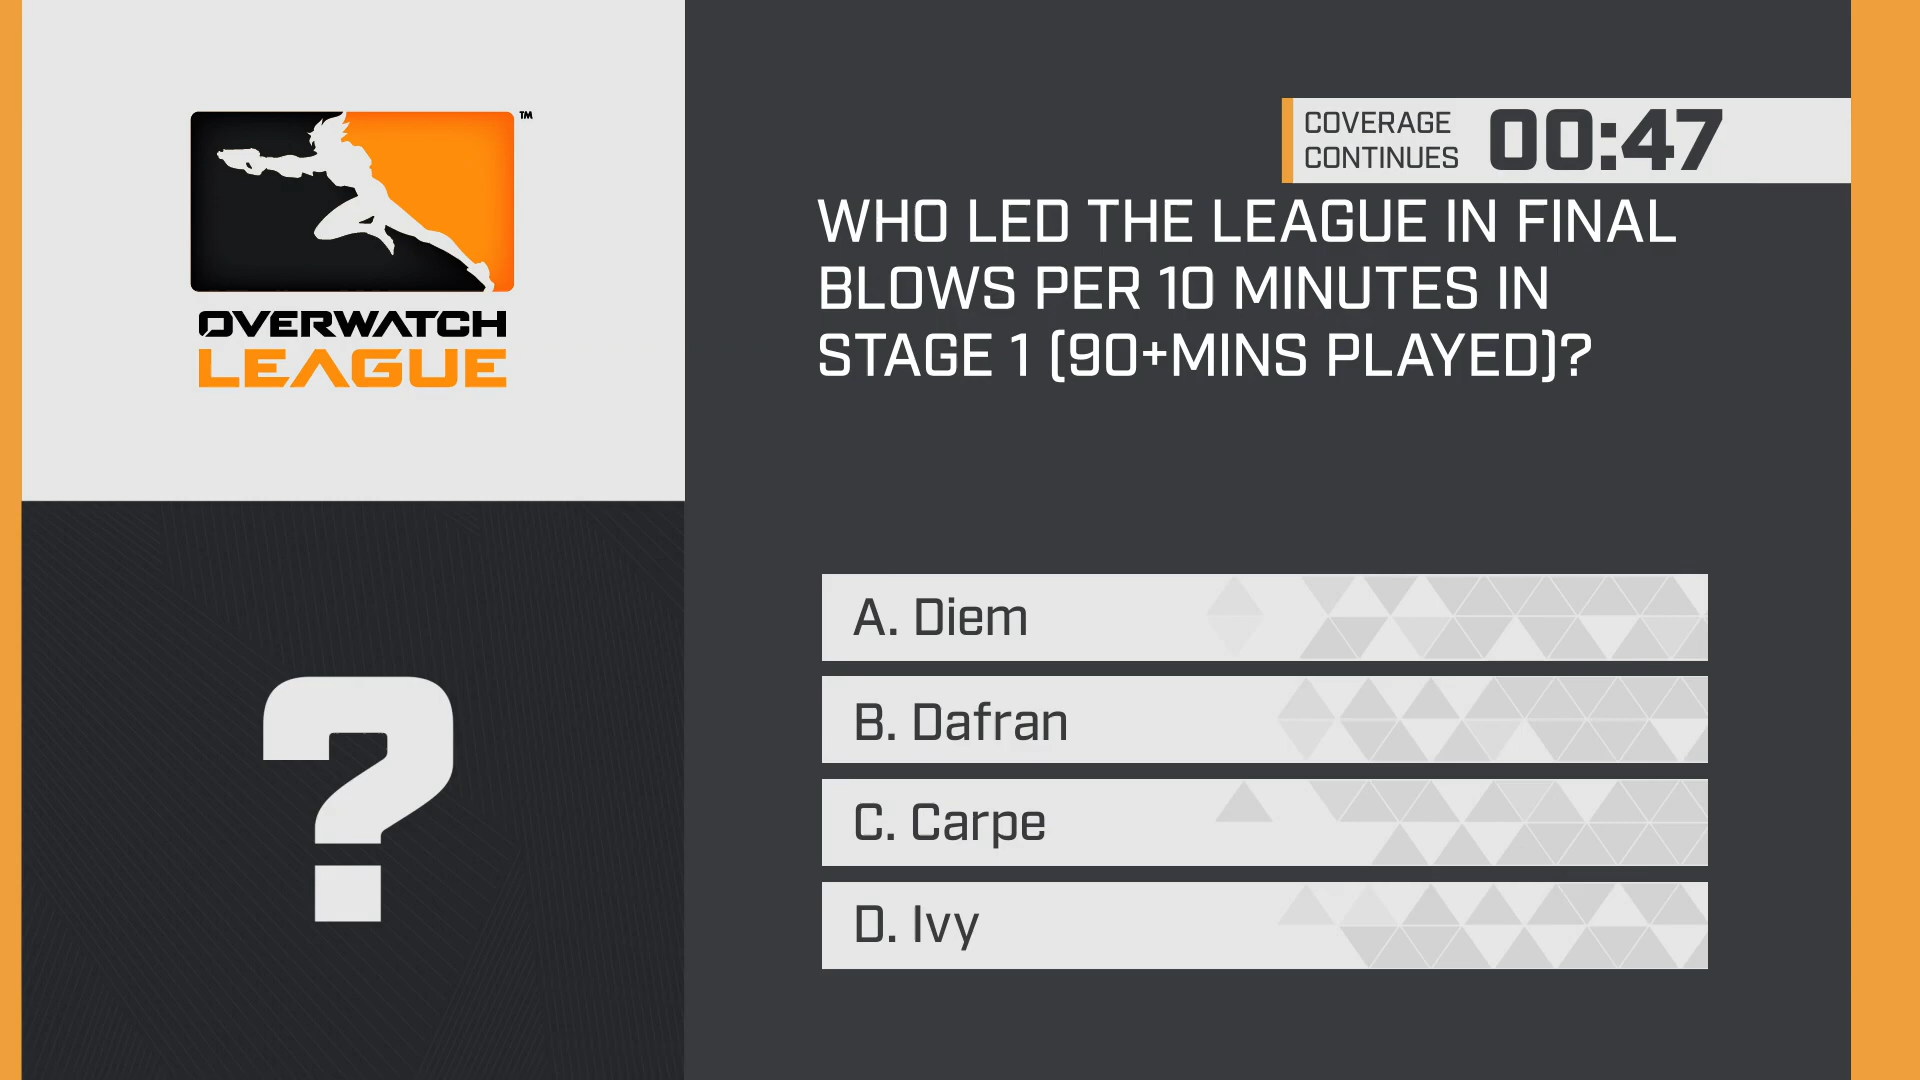 TM
OVERWATCH
LEAGUE
COVERAGE
CONTINUES
00:47
WHO LED THE LEAGUE IN FINAL
BLOWS PER 10 MINUTES IN
STAGE 1 (90+MINS PLAYED)?
?
A. Diem
B. Dafran
C. Carpe
D. Ivy